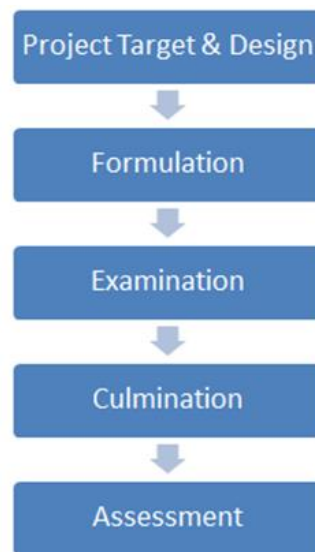 Project Target & Design
Formulation
Examination
Culmination
Assessment